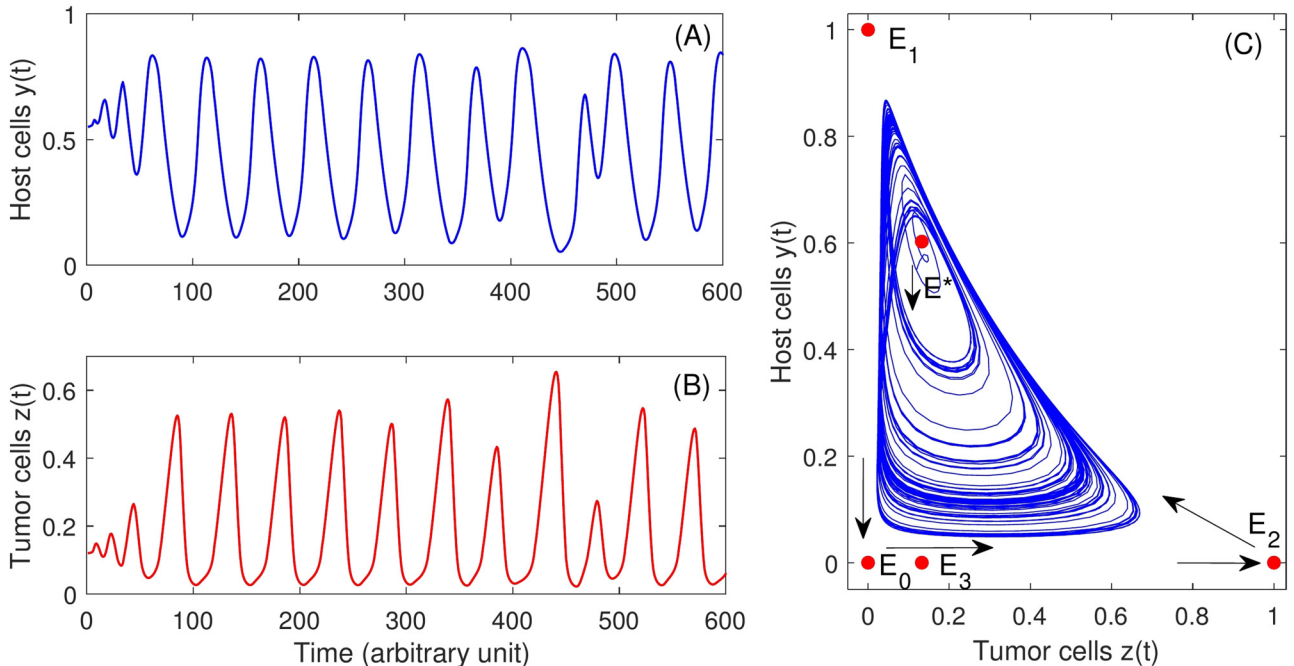 (A)
Host cells y(t)
1
0.5
0
0 100 200 300 400 500 600
(B)
Tumor cells z(t)
0.6
0.4
0.2
0
0 100 200 300 400 500 600
Time (arbitrary unit)
(C)
Host cells y(t)
1
0.8
0.6
0.4
0.2
0
E1
E*
E2
E0
E3
0 0.2 0.4 0.6 0.8 1
Tumor cells z(t)